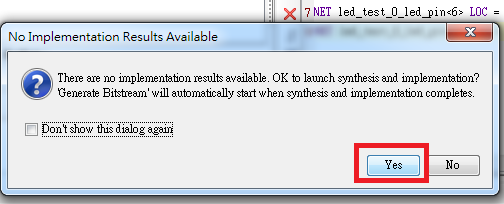 7 NET led_test_0_led_pin<6> LOC =
No Implementation Results Available
There are no implementation results available. OK to launch synthesis and implementation?
'Generate Bitstream' will automatically start when synthesis and implementation completes.
Don't show this dialog again
Yes
No